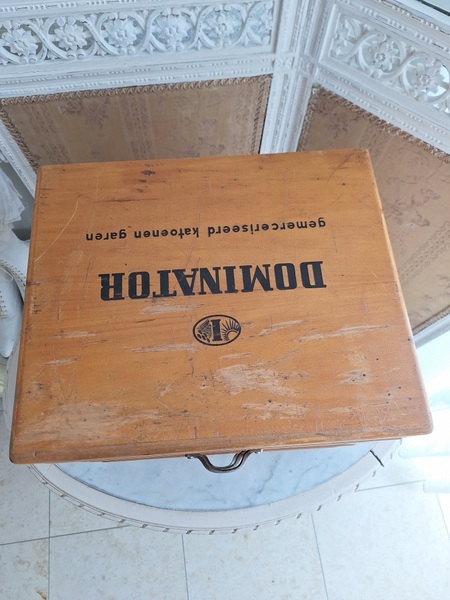 I
DOMINATOR
gemerceriseerd katoenen garen